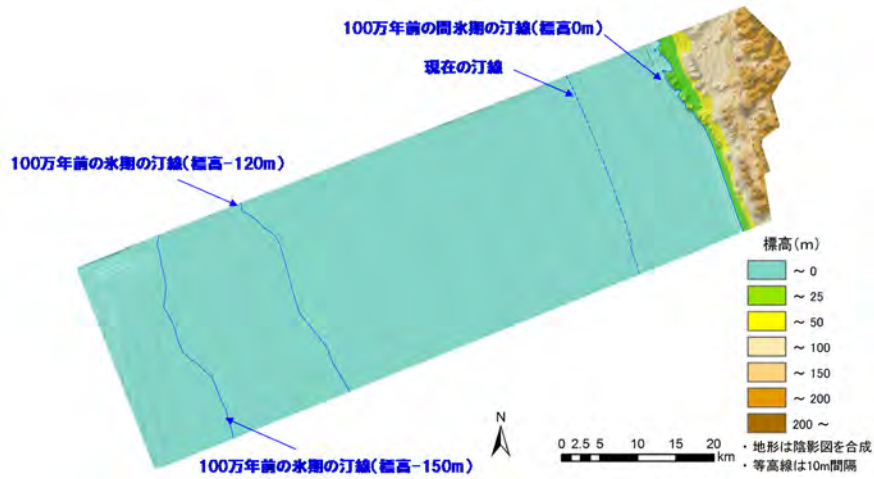 100万年前の間氷期の汀線(標高0m)
現在の汀線
100万年前の氷期の汀線(標高-120m)
標高(m)
～ 0
～ 25
～ 50
～ 100
～ 150
～ 200
200 ～
N
0 2.5 5 10 15 20
km
・地形は陰影図を合成
・等高線は10m間隔
100万年前の氷期の汀線(標高-150m)